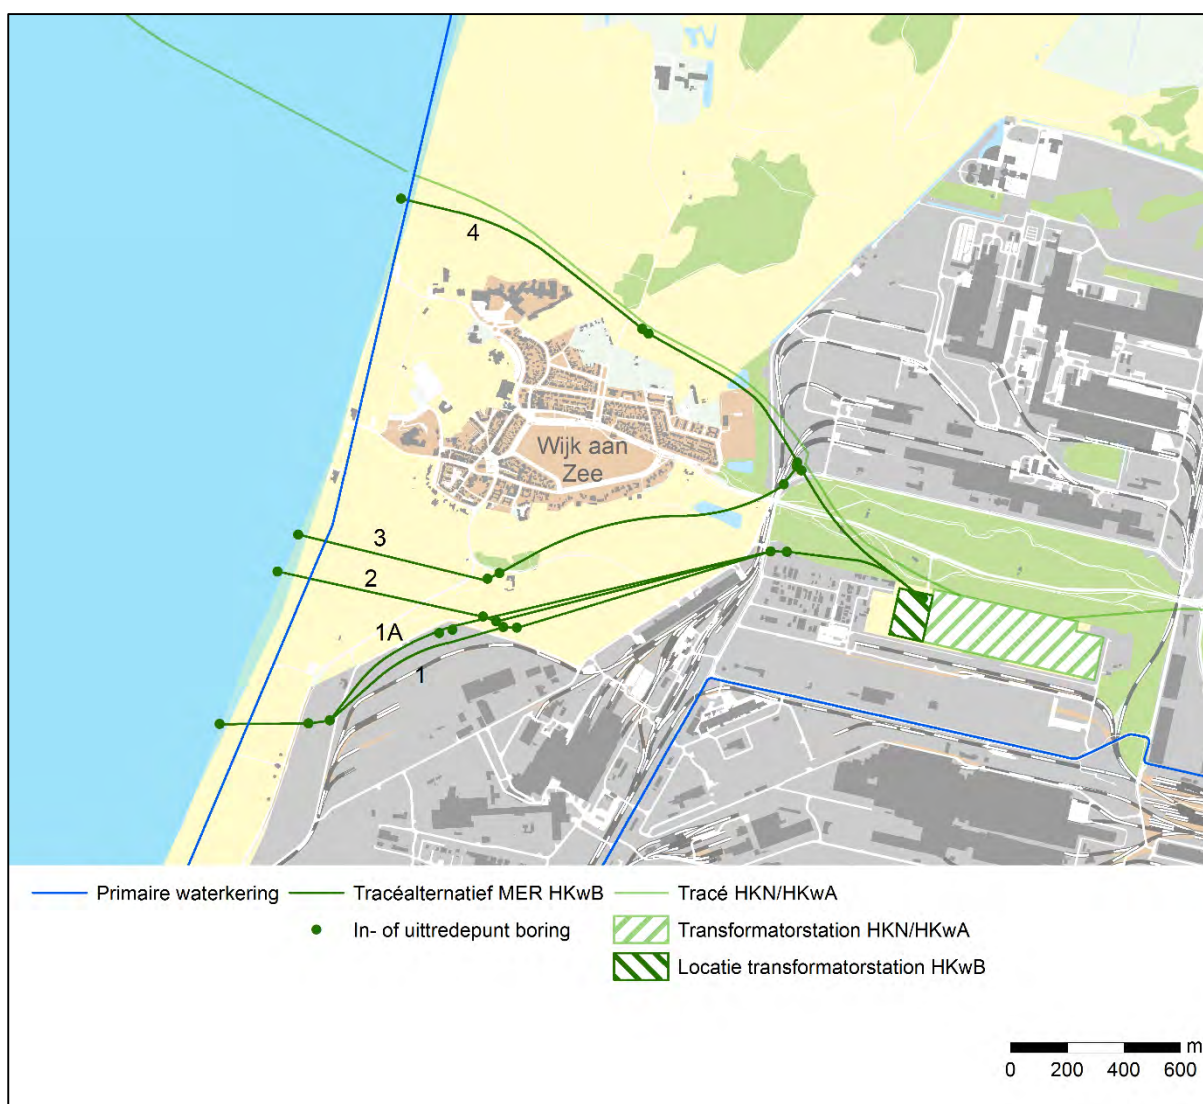 4
Wijk aan
Zee
3
2
1A
1
Primaire waterkering
Tracéalternatief MER HKwB
Tracé HKN/HKwA
In- of uittredepunt boring
Transformatorstation HKN/HKwA
Locatie transformatorstation HKwB
m
0 200 400 600